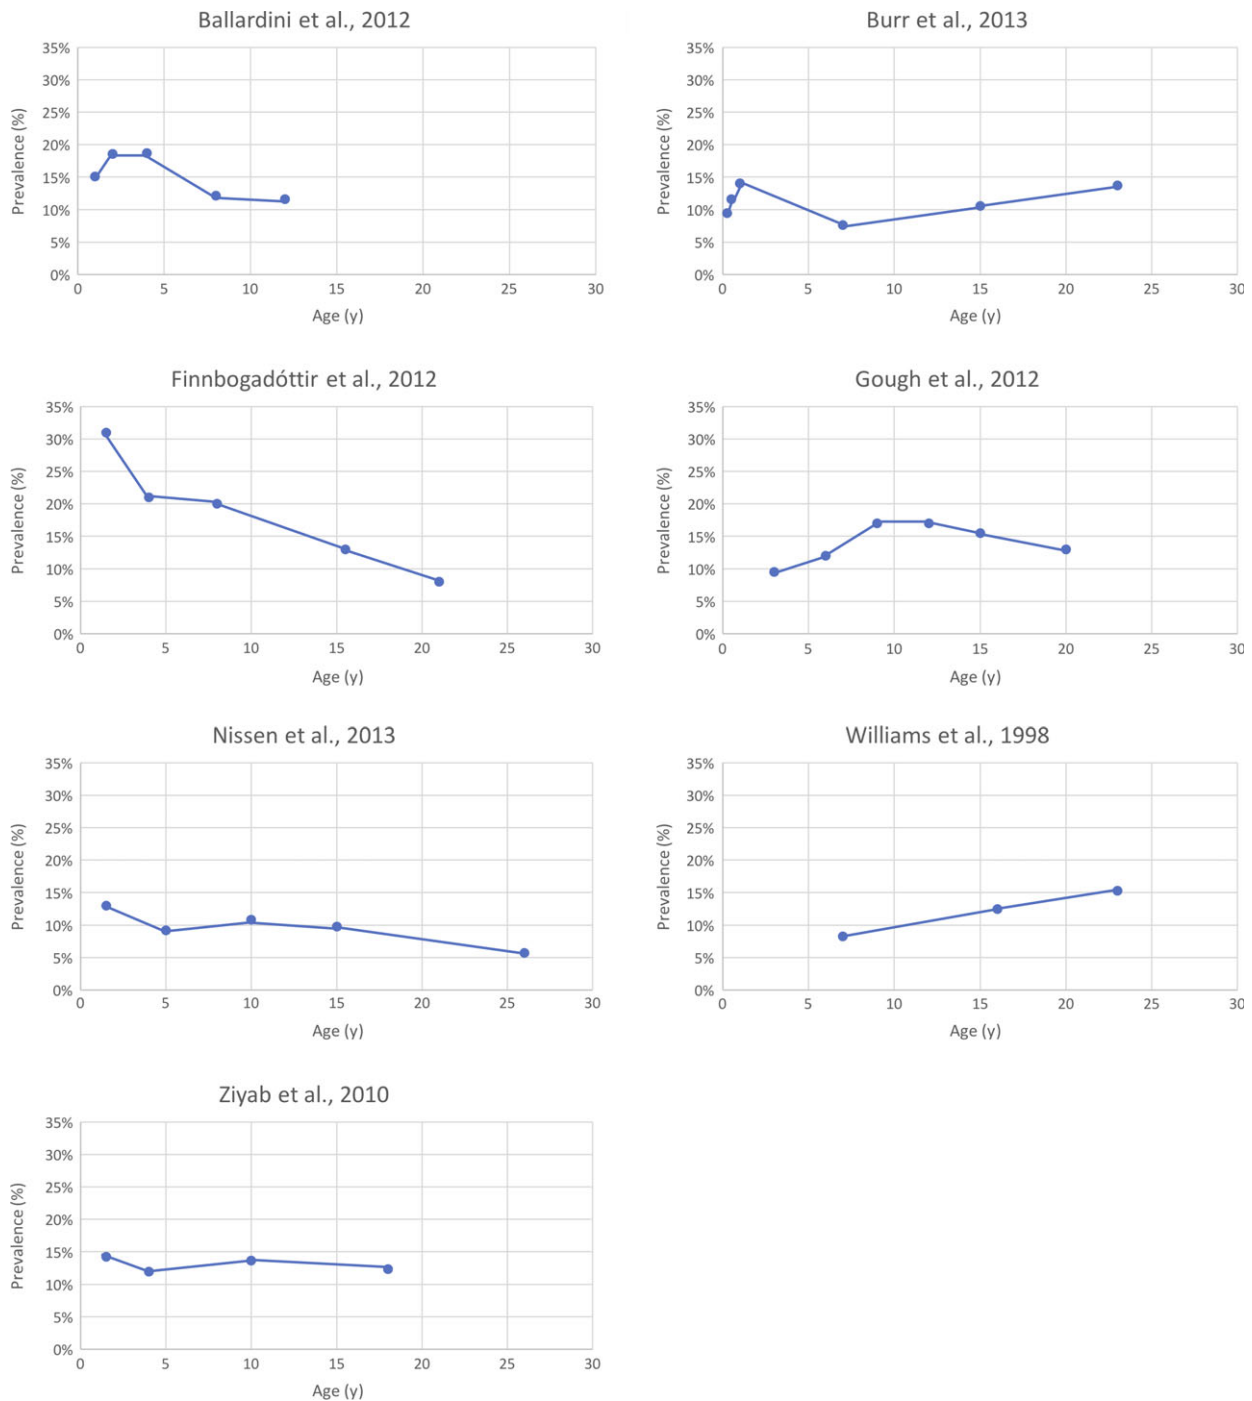 Ballardini et al., 2012
35%
30%
25%
20%
15%
10%
5%
0%
Prevalence (%)
0 5 10 15 20 25 30
Age (y)
Burr et al., 2013
35%
30%
25%
20%
15%
10%
5%
0%
Prevalence (%)
0 5 10 15 20 25 30
Age (y)
Finnbogadóttir et al., 2012
35%
30%
25%
20%
15%
10%
5%
0%
Prevalence (%)
0 5 10 15 20 25 30
Age (y)
Gough et al., 2012
35%
30%
25%
20%
15%
10%
5%
0%
Prevalence (%)
0 5 10 15 20 25 30
Age (y)
Nissen et al., 2013
35%
30%
25%
20%
15%
10%
5%
0%
Prevalence (%)
0 5 10 15 20 25 30
Age (y)
Williams et al., 1998
35%
30%
25%
20%
15%
10%
5%
0%
Prevalence (%)
0 5 10 15 20 25 30
Age (y)
Ziyab et al., 2010
35%
30%
25%
20%
15%
10%
5%
0%
Prevalence (%)
0 5 10 15 20 25 30
Age (y)